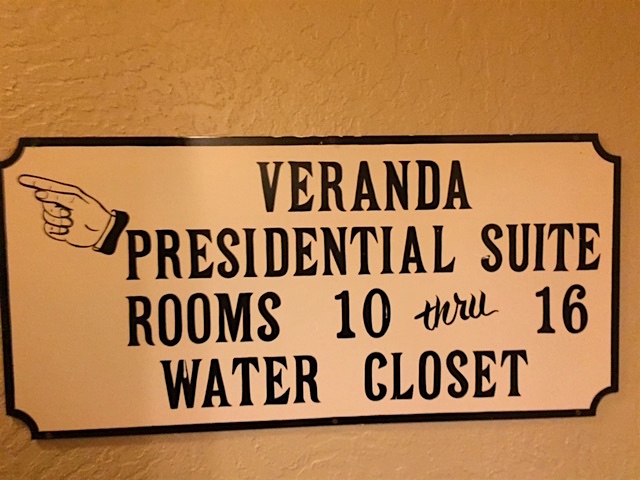 VERANDA
PRESIDENTIAL SUITE
ROOMS 10 thru 16
WATER CLOSET